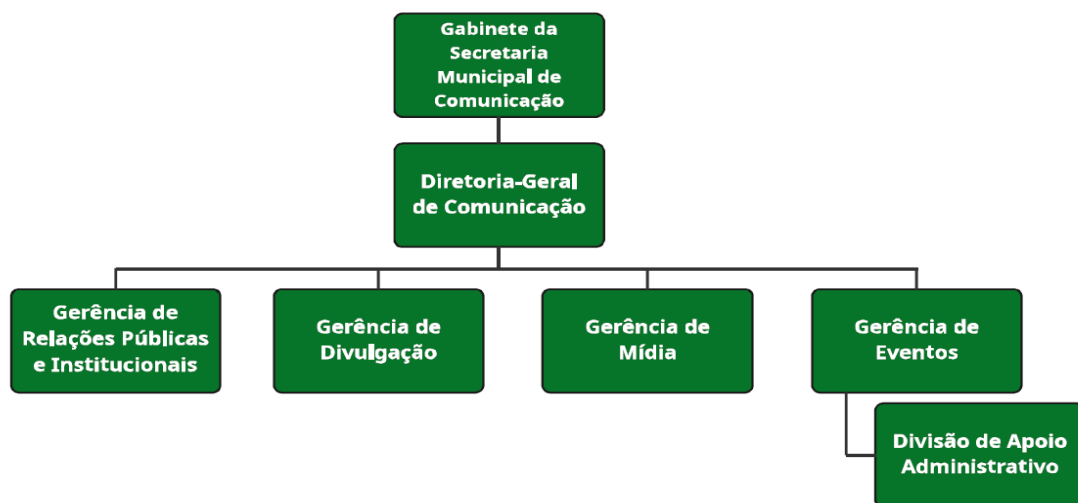 Gabinete da
Secretaria
Municipal de
Comunicação
Diretoria-Geral
de Comunicação
Gerência de
Relações Públicas
e Institucionais
Gerência de
Divulgação
Gerência de
Mídia
Gerência de
Eventos
Divisão de Apoio
Administrativo